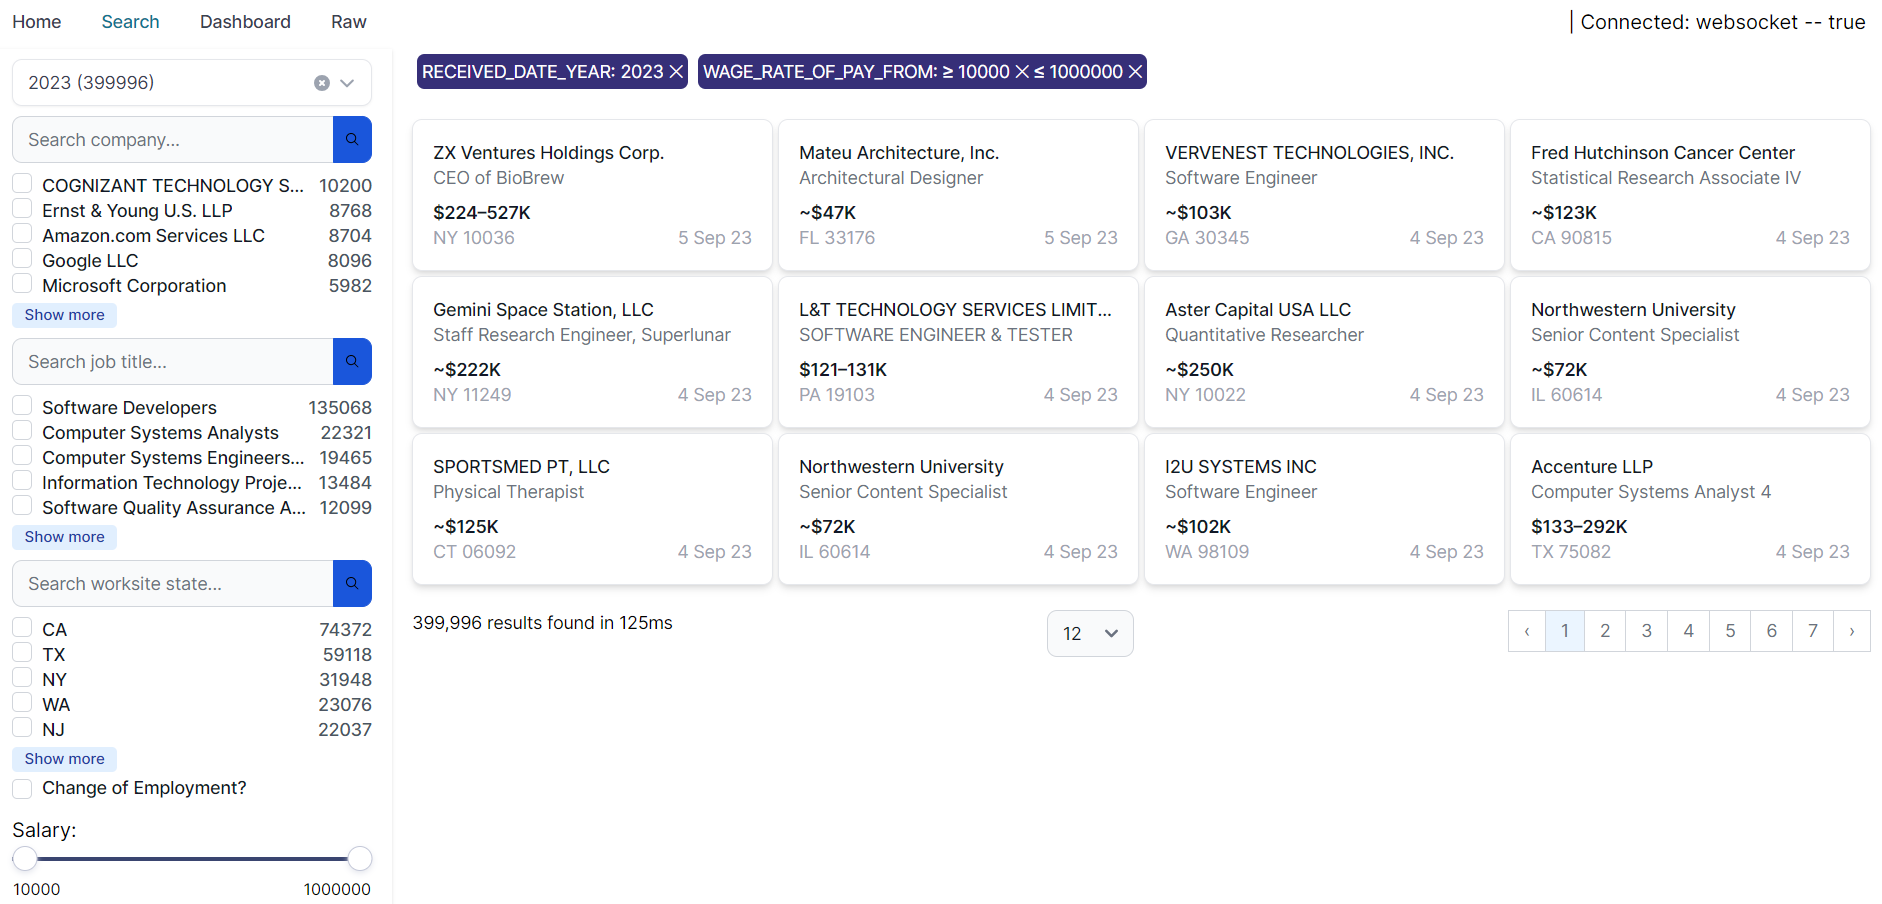 Home Search Dashboard Raw
| Connected: websocket -- true
2023 (399996)
Search company...
COGNIZANT TECHNOLOGY S... 10200
Ernst & Young U.S. LLP 8768
Amazon.com Services LLC 8704
Google LLC 8096
Microsoft Corporation 5982
Show more
Search job title...
Software Developers 135068
Computer Systems Analysts 22321
Computer Systems Engineers... 19465
Information Technology Proje... 13484
Software Quality Assurance A... 12099
Show more
Search worksite state...
CA 74372
TX 59118
NY 31948
WA 23076
NJ 22037
Show more
Change of Employment?
Salary:
10000 1000000
RECEIVED_DATE_YEAR: 2023 ✕ WAGE_RATE_OF_PAY_FROM: ≥ 10000 ✕ ≤ 1000000 ✕
ZX Ventures Holdings Corp.
CEO of BioBrew
$224–527K
NY 10036 5 Sep 23
Mateu Architecture, Inc.
Architectural Designer
~$47K
FL 33176 5 Sep 23
VERVENEST TECHNOLOGIES, INC.
Software Engineer
~$103K
GA 30345 4 Sep 23
Fred Hutchinson Cancer Center
Statistical Research Associate IV
~$123K
CA 90815 4 Sep 23
Gemini Space Station, LLC
Staff Research Engineer, Superlunar
~$222K
NY 11249 4 Sep 23
L&T TECHNOLOGY SERVICES LIMIT...
SOFTWARE ENGINEER & TESTER
$121–131K
PA 19103 4 Sep 23
Aster Capital USA LLC
Quantitative Researcher
~$250K
NY 10022 4 Sep 23
Northwestern University
Senior Content Specialist
~$72K
IL 60614 4 Sep 23
SPORTSMED PT, LLC
Physical Therapist
~$125K
CT 06092 4 Sep 23
Northwestern University
Senior Content Specialist
~$72K
IL 60614 4 Sep 23
I2U SYSTEMS INC
Software Engineer
~$102K
WA 98109 4 Sep 23
Accenture LLP
Computer Systems Analyst 4
$133–292K
TX 75082 4 Sep 23
399,996 results found in 125ms
12
‹ 1 2 3 4 5 6 7 ›